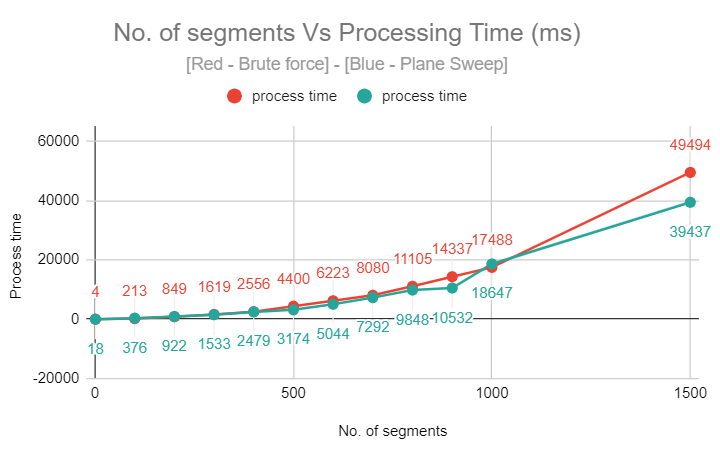 No. of segments Vs Processing Time (ms)
[Red - Brute force] - [Blue - Plane Sweep]
process time process time
60000
40000
20000
0
-20000
Process time
4 213 849 1619 2556 4400 6223 8080 11105 14337 17488 49494
18 376 922 1533 2479 3174 5044 7292 9848 10532 18647 39437
0 500 1000 1500
No. of segments